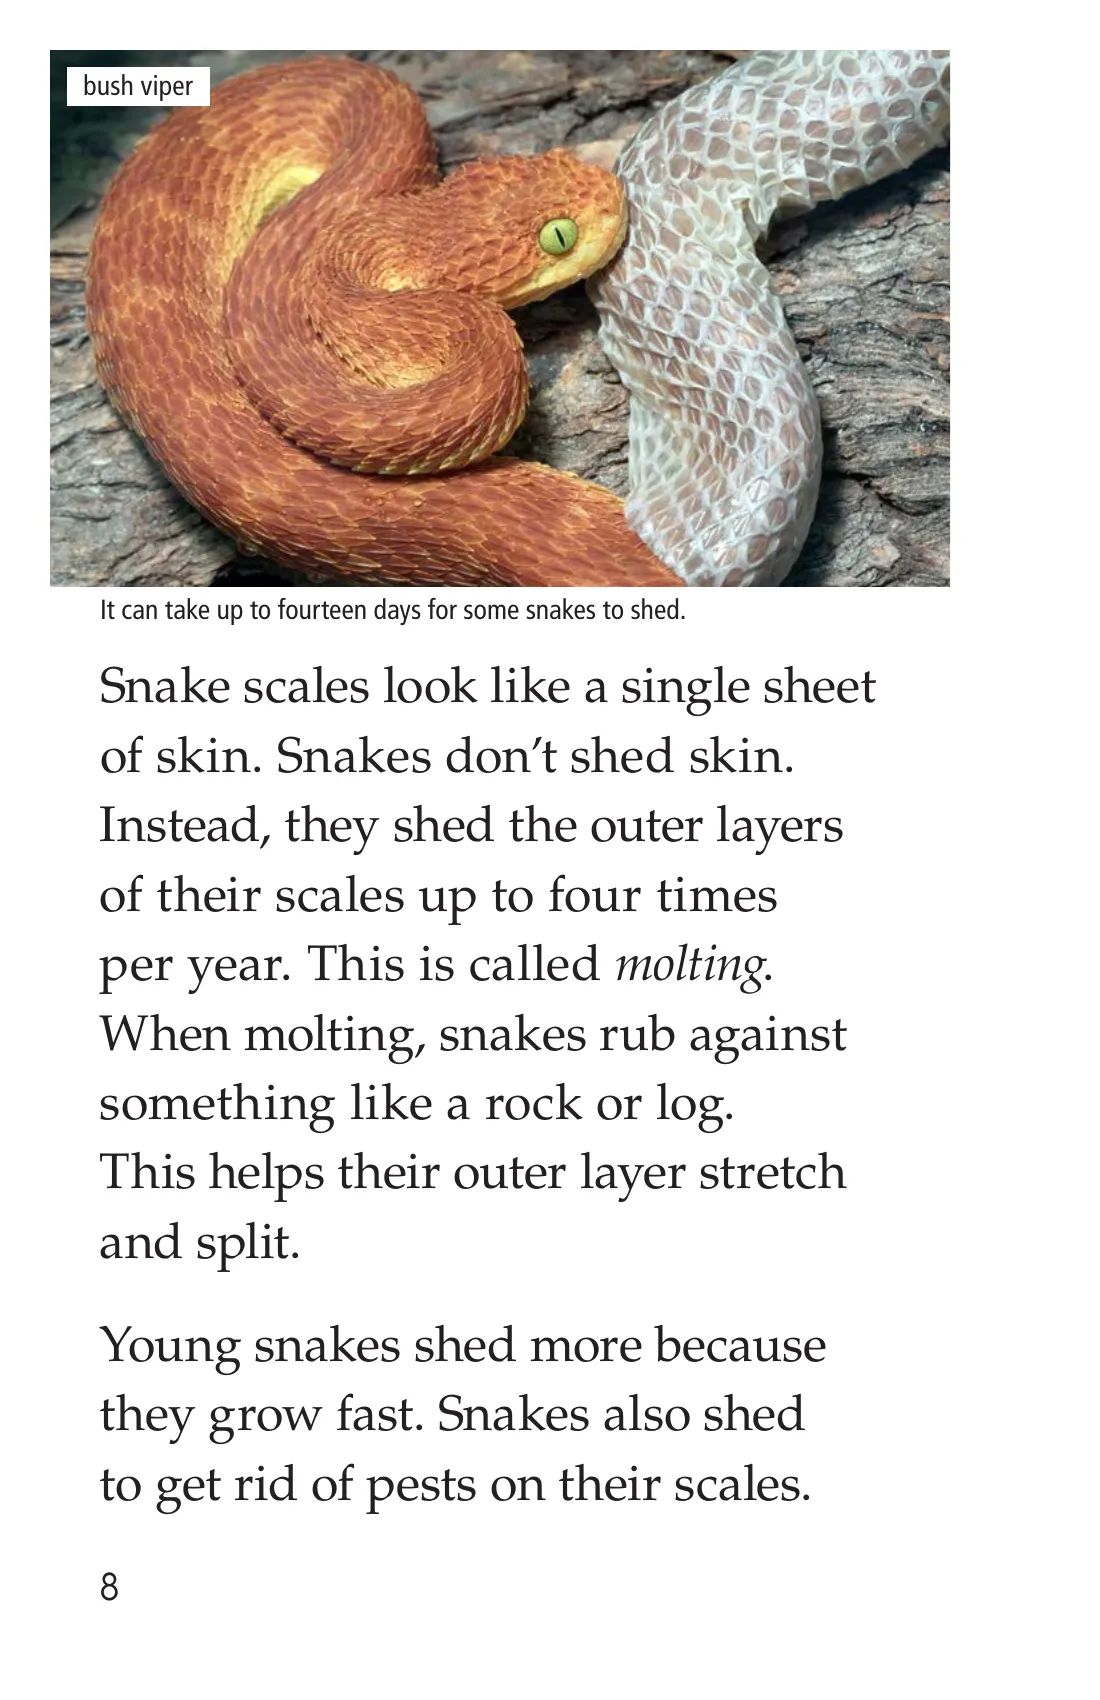 bush viper
It can take up to fourteen days for some snakes to shed.
Snake scales look like a single sheet
of skin. Snakes don’t shed skin.
Instead, they shed the outer layers
of their scales up to four times
per year. This is called molting.
When molting, snakes rub against
something like a rock or log.
This helps their outer layer stretch
and split.
Young snakes shed more because
they grow fast. Snakes also shed
to get rid of pests on their scales.
8